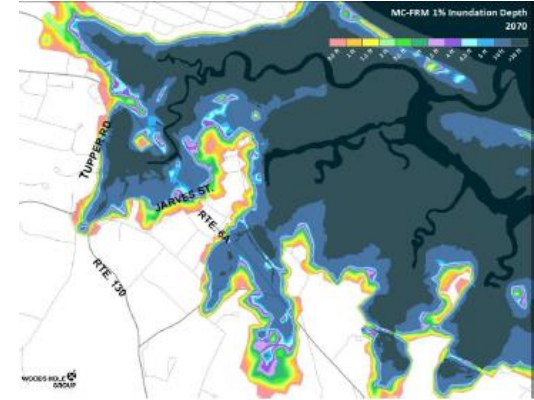 MC-FRM 1% Inundation Depth
2070
TUPPER RD.
JARVES ST.
RTE. 6A
RTE. 130
WOODS HOLE
GROUP